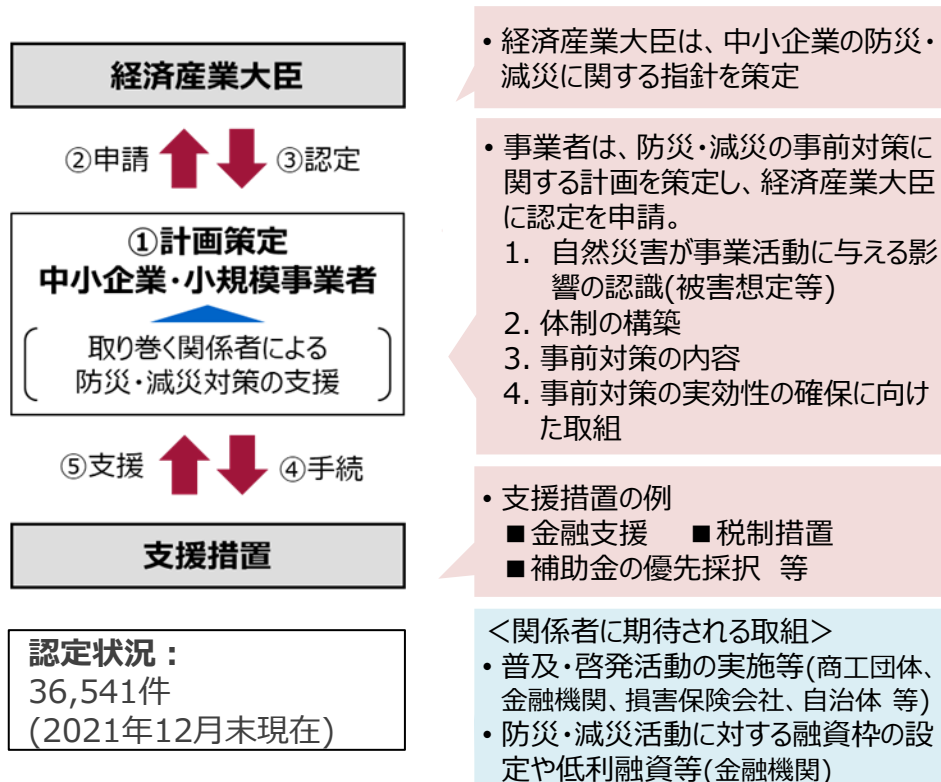 経済産業大臣
②申請
③認定
①計画策定
中小企業・小規模事業者
取り巻く関係者による
防災・減災対策の支援
⑤支援
④手続
支援措置
認定状況：
36,541件
(2021年12月末現在)
• 経済産業大臣は、中小企業の防災・
減災に関する指針を策定
• 事業者は、防災・減災の事前対策に
関する計画を策定し、経済産業大臣
に認定を申請。
1. 自然災害が事業活動に与える影
響の認識(被害想定等)
2. 体制の構築
3. 事前対策の内容
4. 事前対策の実効性の確保に向け
た取組
• 支援措置の例
■金融支援 ■税制措置
■補助金の優先採択 等
＜関係者に期待される取組＞
• 普及・啓発活動の実施等(商工団体、
金融機関、損害保険会社、自治体 等)
• 防災・減災活動に対する融資枠の設
定や低利融資等(金融機関)